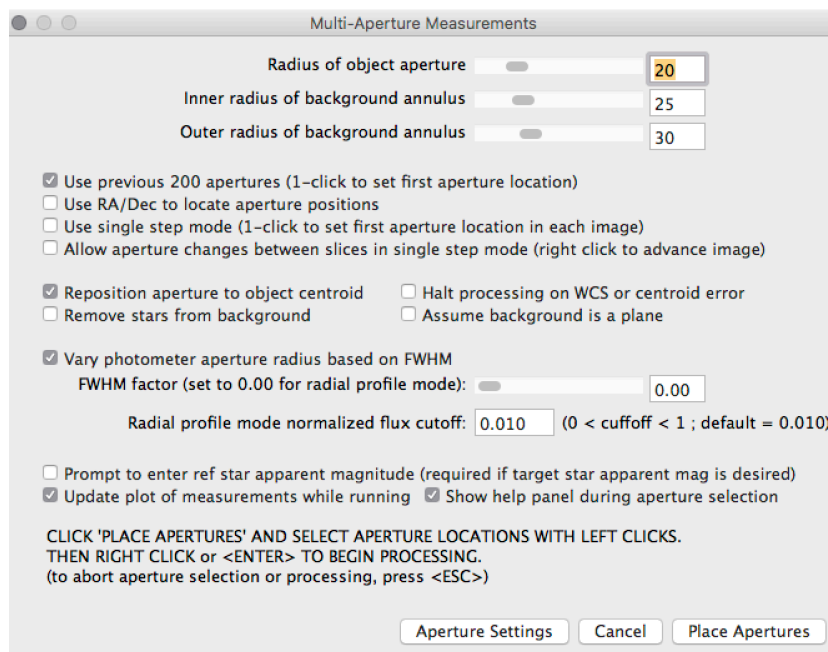 Multi-Aperture Measurements
Radius of object aperture 20
Inner radius of background annulus 25
Outer radius of background annulus 30
Use previous 200 apertures (1-click to set first aperture location)
Use RA/Dec to locate aperture positions
Use single step mode (1-click to set first aperture location in each image)
Allow aperture changes between slices in single step mode (right click to advance image)
Reposition aperture to object centroid Halt processing on WCS or centroid error
Remove stars from background Assume background is a plane
Vary photometer aperture radius based on FWHM
FWHM factor (set to 0.00 for radial profile mode): 0.00
Radial profile mode normalized flux cutoff: 0.010 (0 < cuffoff < 1 ; default = 0.010)
Prompt to enter ref star apparent magnitude (required if target star apparent mag is desired)
Update plot of measurements while running Show help panel during aperture selection
CLICK 'PLACE APERTURES' AND SELECT APERTURE LOCATIONS WITH LEFT CLICKS.
THEN RIGHT CLICK or <ENTER> TO BEGIN PROCESSING.
(to abort aperture selection or processing, press <ESC>)
Aperture Settings Cancel Place Apertures